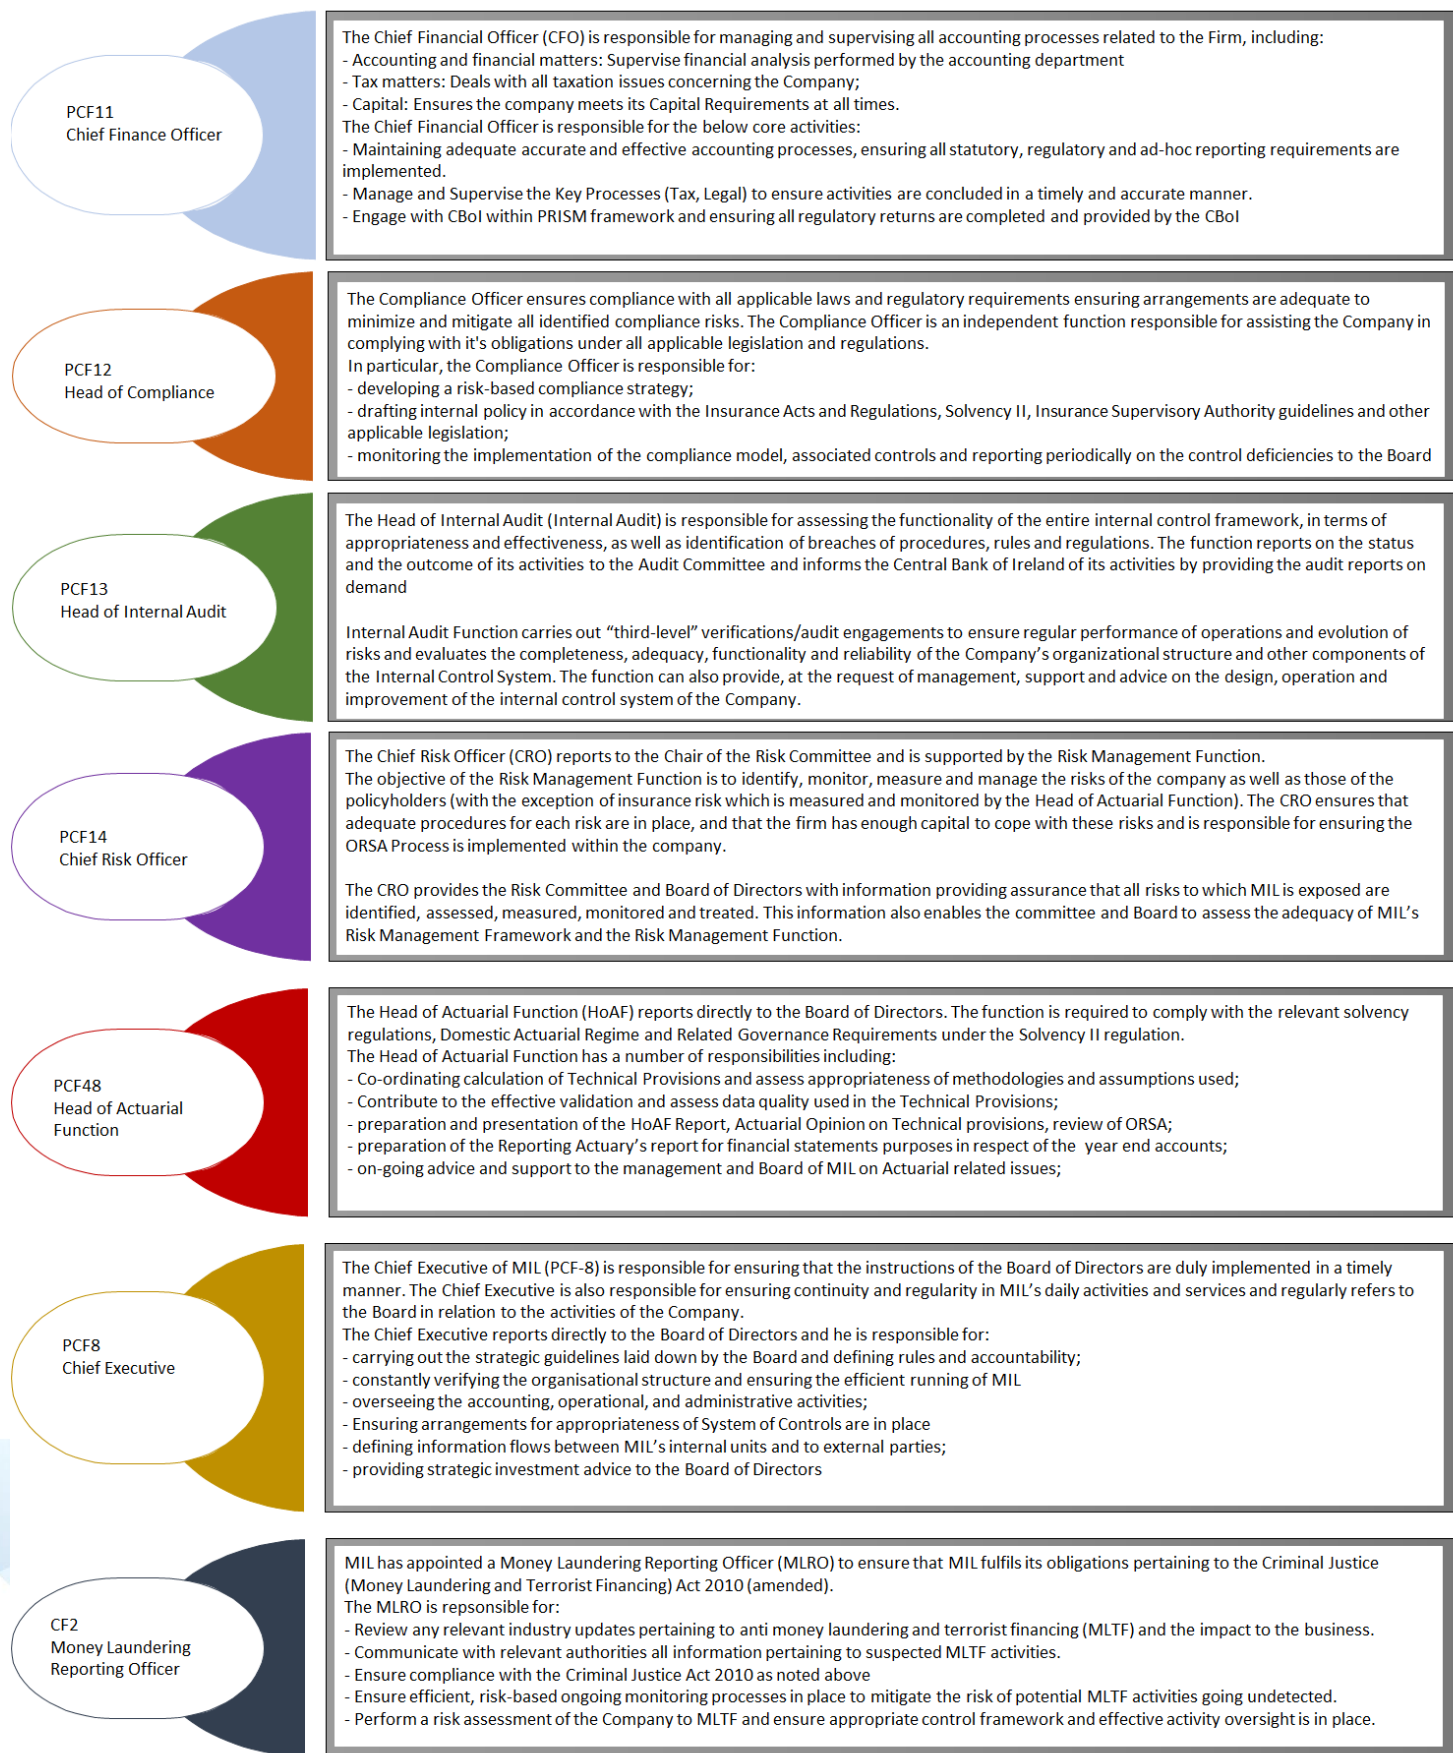 PCF11
Chief Finance Officer
The Chief Financial Officer (CFO) is responsible for managing and supervising all accounting processes related to the Firm, including:
- Accounting and financial matters: Supervise financial analysis performed by the accounting department
- Tax matters: Deals with all taxation issues concerning the Company;
- Capital: Ensures the company meets its Capital Requirements at all times.
The Chief Financial Officer is responsible for the below core activities:
- Maintaining adequate accurate and effective accounting processes, ensuring all statutory, regulatory and ad-hoc reporting requirements are
implemented.
- Manage and Supervise the Key Processes (Tax, Legal) to ensure activities are concluded in a timely and accurate manner.
- Engage with CBoI within PRISM framework and ensuring all regulatory returns are completed and provided by the CBoI
PCF12
Head of Compliance
The Compliance Officer ensures compliance with all applicable laws and regulatory requirements ensuring arrangements are adequate to
minimize and mitigate all identified compliance risks. The Compliance Officer is an independent function responsible for assisting the Company in
complying with it's obligations under all applicable legislation and regulations.
In particular, the Compliance Officer is responsible for:
- developing a risk-based compliance strategy;
- drafting internal policy in accordance with the Insurance Acts and Regulations, Solvency II, Insurance Supervisory Authority guidelines and other
applicable legislation;
- monitoring the implementation of the compliance model, associated controls and reporting periodically on the control deficiencies to the Board
PCF13
Head of Internal Audit
The Head of Internal Audit (Internal Audit) is responsible for assessing the functionality of the entire internal control framework, in terms of
appropriateness and effectiveness, as well as identification of breaches of procedures, rules and regulations. The function reports on the status
and the outcome of its activities to the Audit Committee and informs the Central Bank of Ireland of its activities by providing the audit reports on
demand
Internal Audit Function carries out “third-level” verifications/audit engagements to ensure regular performance of operations and evolution of
risks and evaluates the completeness, adequacy, functionality and reliability of the Company’s organizational structure and other components of
the Internal Control System. The function can also provide, at the request of management, support and advice on the design, operation and
improvement of the internal control system of the Company.
PCF14
Chief Risk Officer
The Chief Risk Officer (CRO) reports to the Chair of the Risk Committee and is supported by the Risk Management Function.
The objective of the Risk Management Function is to identify, monitor, measure and manage the risks of the company as well as those of the
policyholders (with the exception of insurance risk which is measured and monitored by the Head of Actuarial Function). The CRO ensures that
adequate procedures for each risk are in place, and that the firm has enough capital to cope with these risks and is responsible for ensuring the
ORSA Process is implemented within the company.
The CRO provides the Risk Committee and Board of Directors with information providing assurance that all risks to which MIL is exposed are
identified, assessed, measured, monitored and treated. This information also enables the committee and Board to assess the adequacy of MIL’s
Risk Management Framework and the Risk Management Function.
PCF48
Head of Actuarial
Function
The Head of Actuarial Function (HoAF) reports directly to the Board of Directors. The function is required to comply with the relevant solvency
regulations, Domestic Actuarial Regime and Related Governance Requirements under the Solvency II regulation.
The Head of Actuarial Function has a number of responsibilities including:
- Co-ordinating calculation of Technical Provisions and assess appropriateness of methodologies and assumptions used;
- Contribute to the effective validation and assess data quality used in the Technical Provisions;
- preparation and presentation of the HoAF Report, Actuarial Opinion on Technical provisions, review of ORSA;
- preparation of the Reporting Actuary’s report for financial statements purposes in respect of the year end accounts;
- on-going advice and support to the management and Board of MIL on Actuarial related issues;
PCF8
Chief Executive
The Chief Executive of MIL (PCF-8) is responsible for ensuring that the instructions of the Board of Directors are duly implemented in a timely
manner. The Chief Executive is also responsible for ensuring continuity and regularity in MIL’s daily activities and services and regularly refers to
the Board in relation to the activities of the Company.
The Chief Executive reports directly to the Board of Directors and he is responsible for:
- carrying out the strategic guidelines laid down by the Board and defining rules and accountability;
- constantly verifying the organisational structure and ensuring the efficient running of MIL
- overseeing the accounting, operational, and administrative activities;
- Ensuring arrangements for appropriateness of System of Controls are in place
- defining information flows between MIL’s internal units and to external parties;
- providing strategic investment advice to the Board of Directors
CF2
Money Laundering
Reporting Officer
MIL has appointed a Money Laundering Reporting Officer (MLRO) to ensure that MIL fulfils its obligations pertaining to the Criminal Justice
(Money Laundering and Terrorist Financing) Act 2010 (amended).
The MLRO is repsonsible for:
- Review any relevant industry updates pertaining to anti money laundering and terrorist financing (MLTF) and the impact to the business.
- Communicate with relevant authorities all information pertaining to suspected MLTF activities.
- Ensure compliance with the Criminal Justice Act 2010 as noted above
- Ensure efficient, risk-based ongoing monitoring processes in place to mitigate the risk of potential MLTF activities going undetected.
- Perform a risk assessment of the Company to MLTF and ensure appropriate control framework and effective activity oversight is in place.